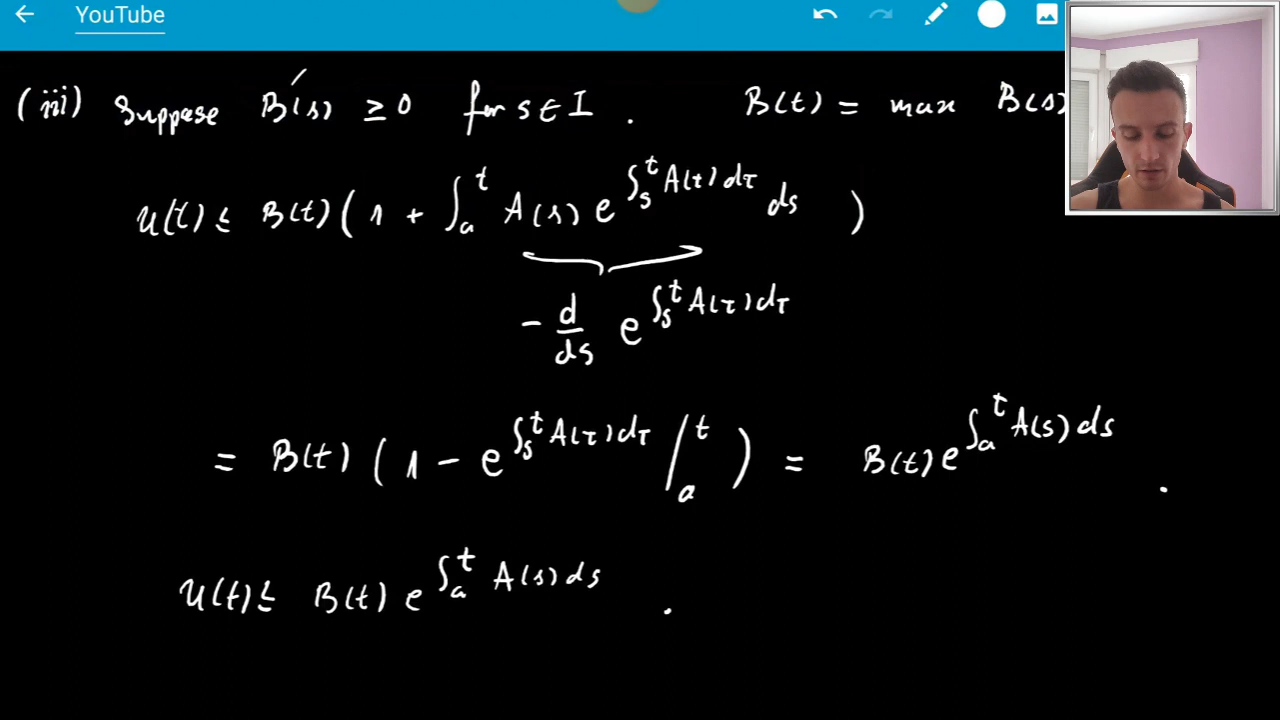 YouTube
(iii) Suppase B'(s) ≥ 0 for s ∈ I . B(t) = max B(s)
u(t) ≤ B(t) ( 1 + ∫_a^t A(s) e^{∫_s^t A(τ) dτ} ds )
- d/ds e^{∫_s^t A(τ) dτ}
= B(t) ( 1 - e^{∫_s^t A(τ) dτ} |_a^t ) = B(t) e^{∫_a^t A(s) ds} .
u(t) ≤ B(t) e^{∫_a^t A(s) ds} .